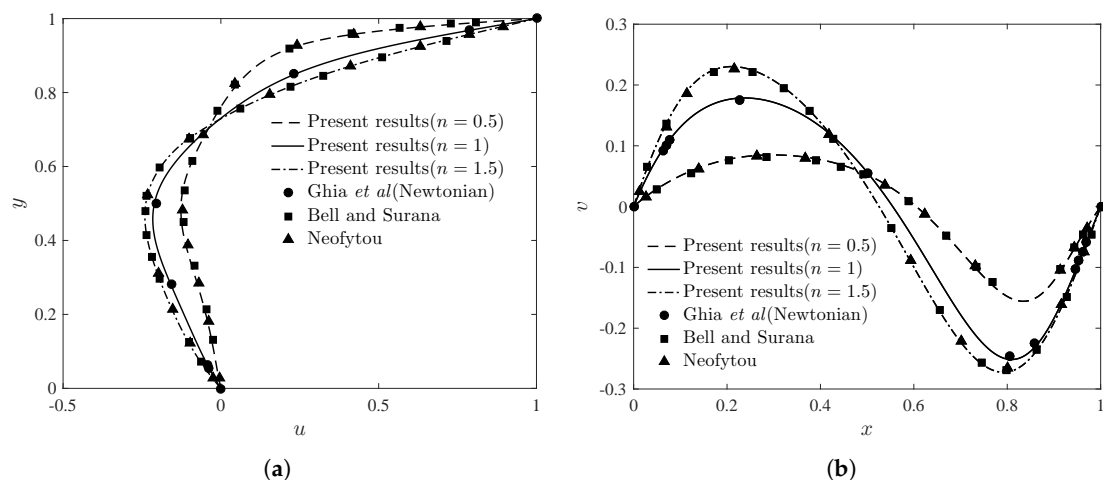 1
0.8
0.6
0.4
0.2
0
y
-0.5
0
0.5
1
u
Present results(n = 0.5)
Present results(n = 1)
Present results(n = 1.5)
Ghia et al(Newtonian)
Bell and Surana
Neofytou
(a)
0.3
0.2
0.1
0
-0.1
-0.2
-0.3
v
0
0.2
0.4
0.6
0.8
1
x
Present results(n = 0.5)
Present results(n = 1)
Present results(n = 1.5)
Ghia et al(Newtonian)
Bell and Surana
Neofytou
(b)